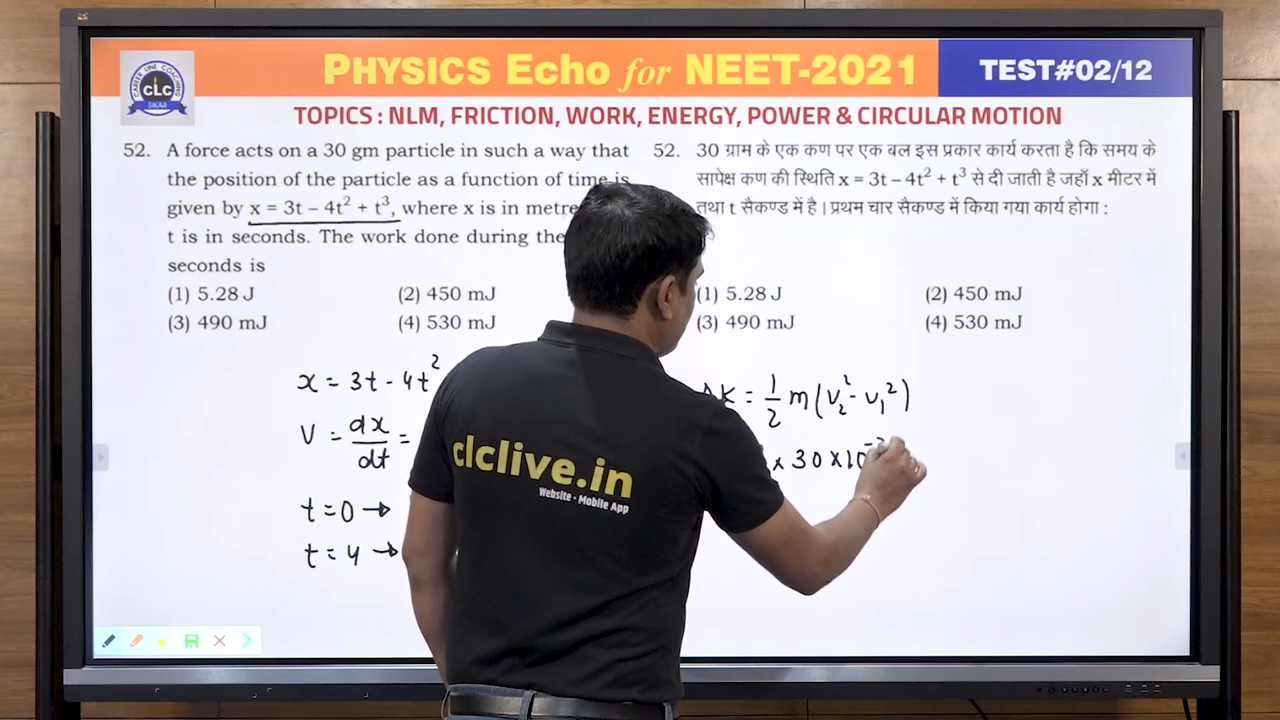 CAREER LINE COACHING
CLC
SIKAR
PHYSICS Echo for NEET-2021
TEST#02/12
TOPICS : NLM, FRICTION, WORK, ENERGY, POWER & CIRCULAR MOTION
52. A force acts on a 30 gm particle in such a way that
the position of the particle as a function of time is
given by x = 3t – 4t² + t³, where x is in metre
t is in seconds. The work done during the
seconds is
(1) 5.28 J (2) 450 mJ
(3) 490 mJ (4) 530 mJ
52. 30 ग्राम के एक कण पर एक बल इस प्रकार कार्य करता है कि समय के
सापेक्ष कण की स्थिति x = 3t – 4t² + t³ से दी जाती है जहाँ x मीटर में
तथा t सैकण्ड में है। प्रथम चार सैकण्ड में किया गया कार्य होगा :
(1) 5.28 J (2) 450 mJ
(3) 490 mJ (4) 530 mJ
x = 3t - 4t²
V = dx/dt =
t = 0 →
t = 4 →
K = 1/2 m (v₂² - v₁²)
x 30 x 10
clclive.in
Website • Mobile App